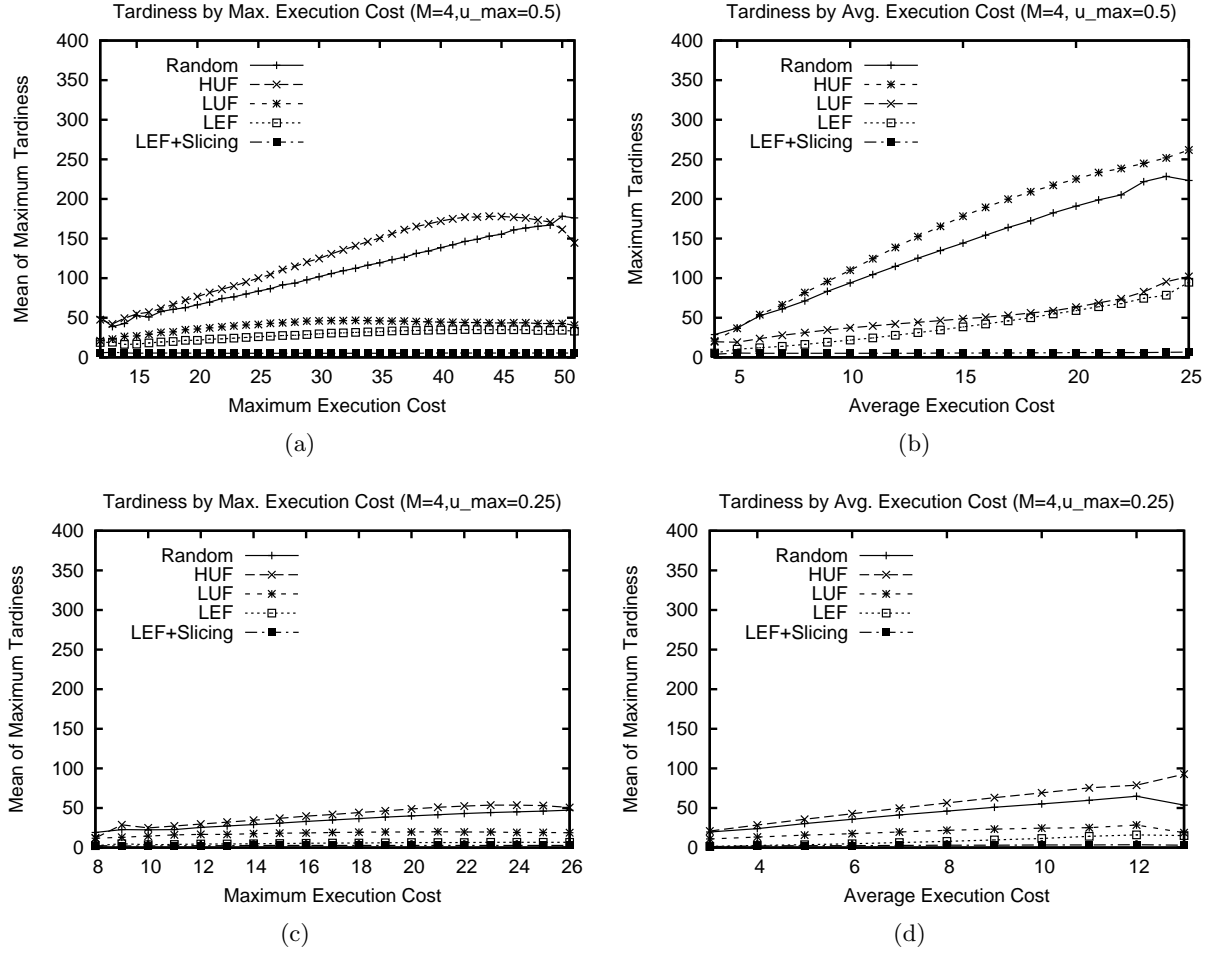 Tardiness by Max. Execution Cost (M=4,u_max=0.5)
400
350
300
250
200
150
100
50
0
Mean of Maximum Tardiness
Random
HUF
LUF
LEF
LEF+Slicing
15 20 25 30 35 40 45 50
Maximum Execution Cost
(a)
Tardiness by Avg. Execution Cost (M=4, u_max=0.5)
400
350
300
250
200
150
100
50
0
Maximum Tardiness
Random
HUF
LUF
LEF
LEF+Slicing
5 10 15 20 25
Average Execution Cost
(b)
Tardiness by Max. Execution Cost (M=4,u_max=0.25)
400
350
300
250
200
150
100
50
0
Mean of Maximum Tardiness
Random
HUF
LUF
LEF
LEF+Slicing
8 10 12 14 16 18 20 22 24 26
Maximum Execution Cost
(c)
Tardiness by Avg. Execution Cost (M=4,u_max=0.25)
400
350
300
250
200
150
100
50
0
Mean of Maximum Tardiness
Random
HUF
LUF
LEF
LEF+Slicing
4 6 8 10 12
Average Execution Cost
(d)